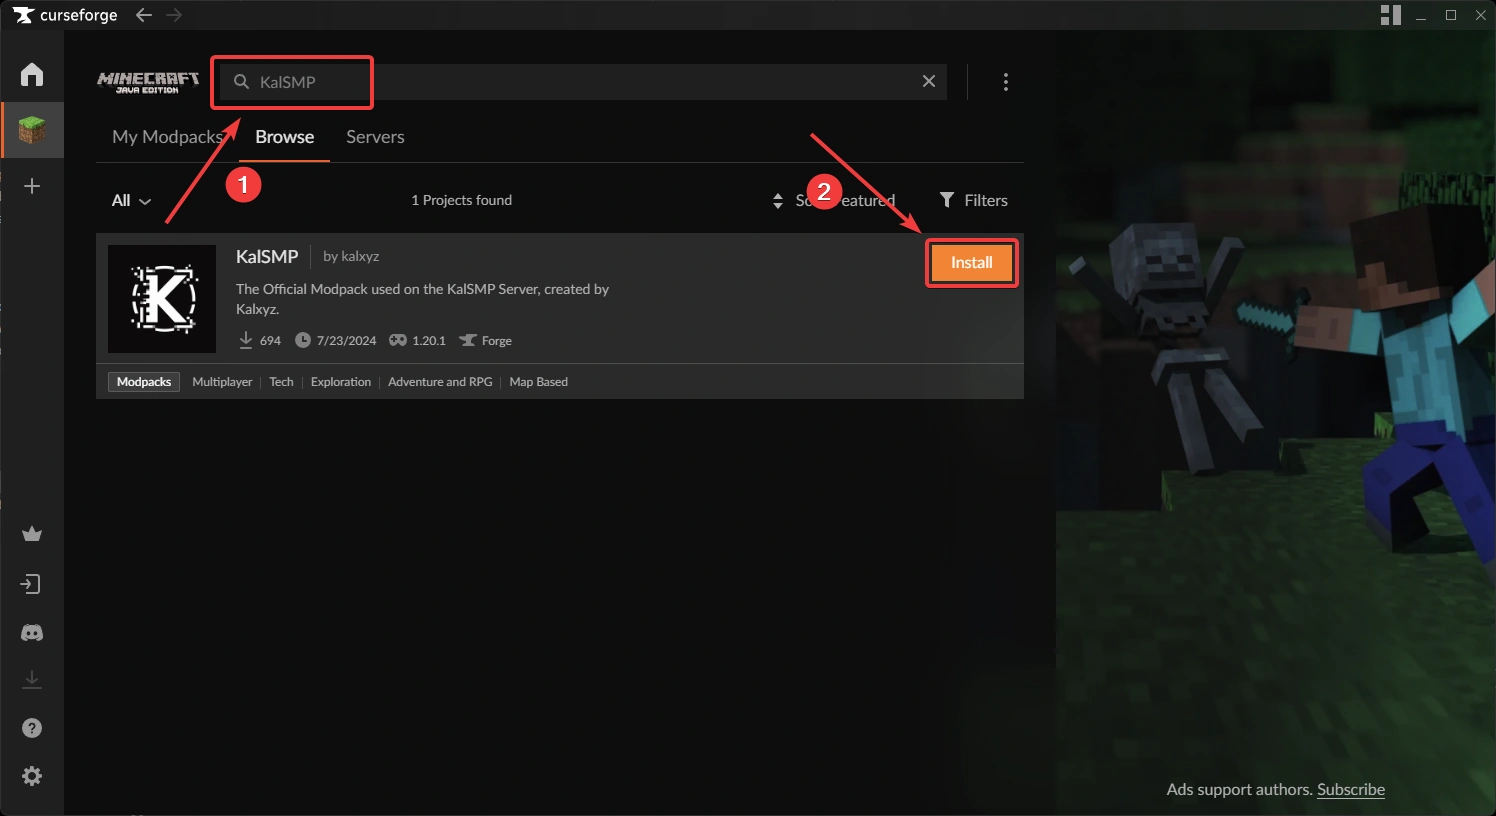 curseforge
MINECRAFT
JAVA EDITION
KalSMP
My Modpacks
Browse
Servers
1
All
1 Projects found
2
eatured
Filters
KalSMP
by kalxyz
Install
The Official Modpack used on the KalSMP Server, created by
Kalxyz.
K
694
7/23/2024
1.20.1
Forge
Modpacks
Multiplayer
Tech
Exploration
Adventure and RPG
Map Based
?
Ads support authors. Subscribe